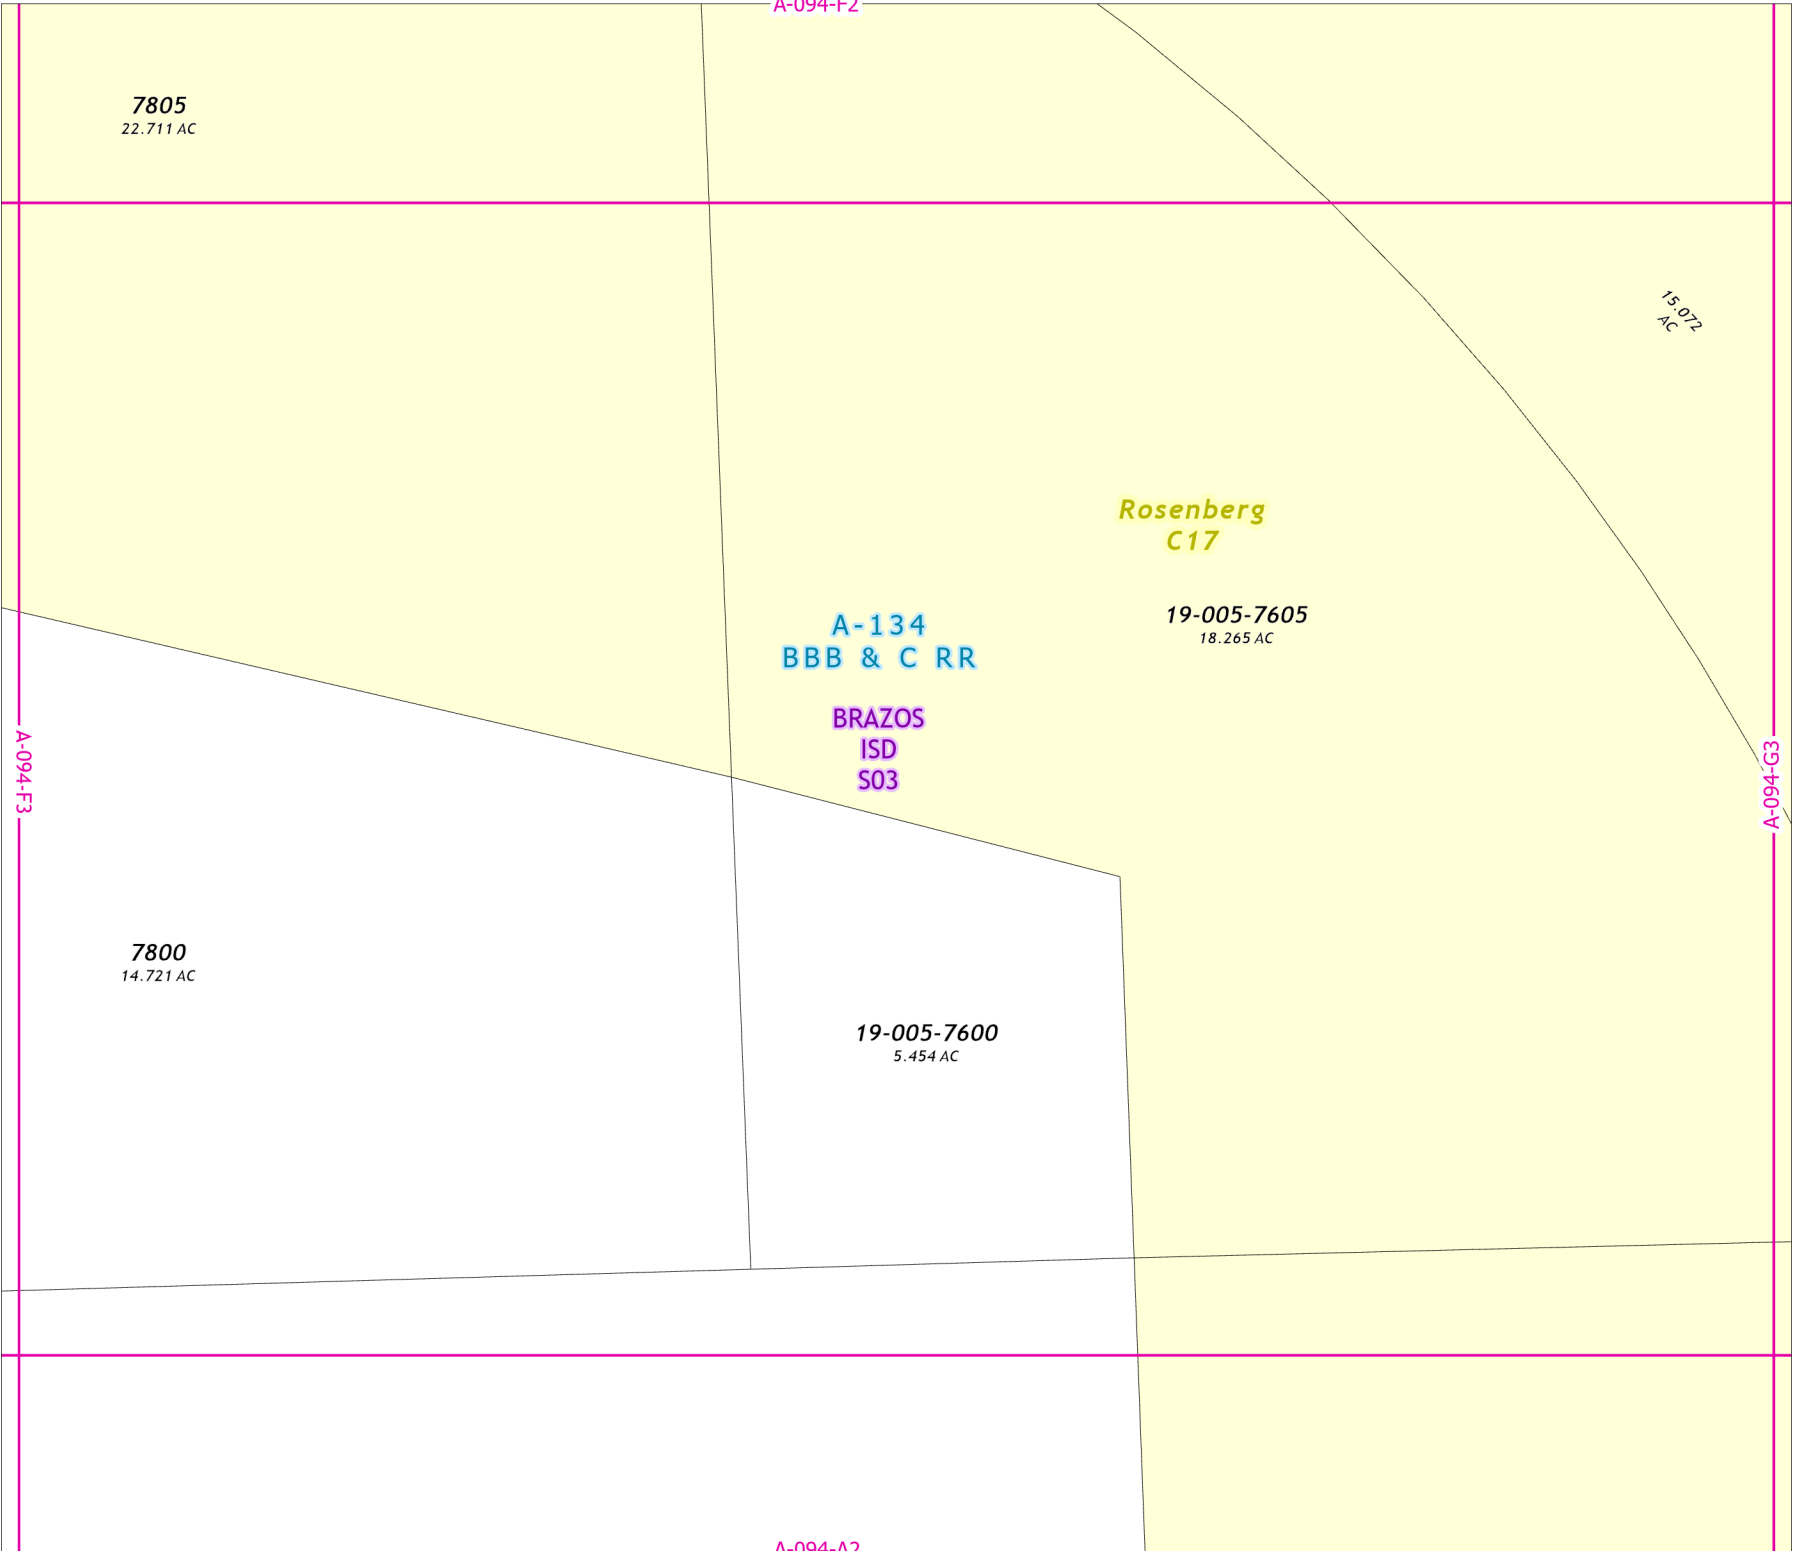 A-094-F2
7805
22.711 AC
15.072
AC
Rosenberg
C17
19-005-7605
18.265 AC
A-134
BBB & C RR
BRAZOS
ISD
S03
A-094-F3
A-094-G3
7800
14.721 AC
19-005-7600
5.454 AC
A-094-A2